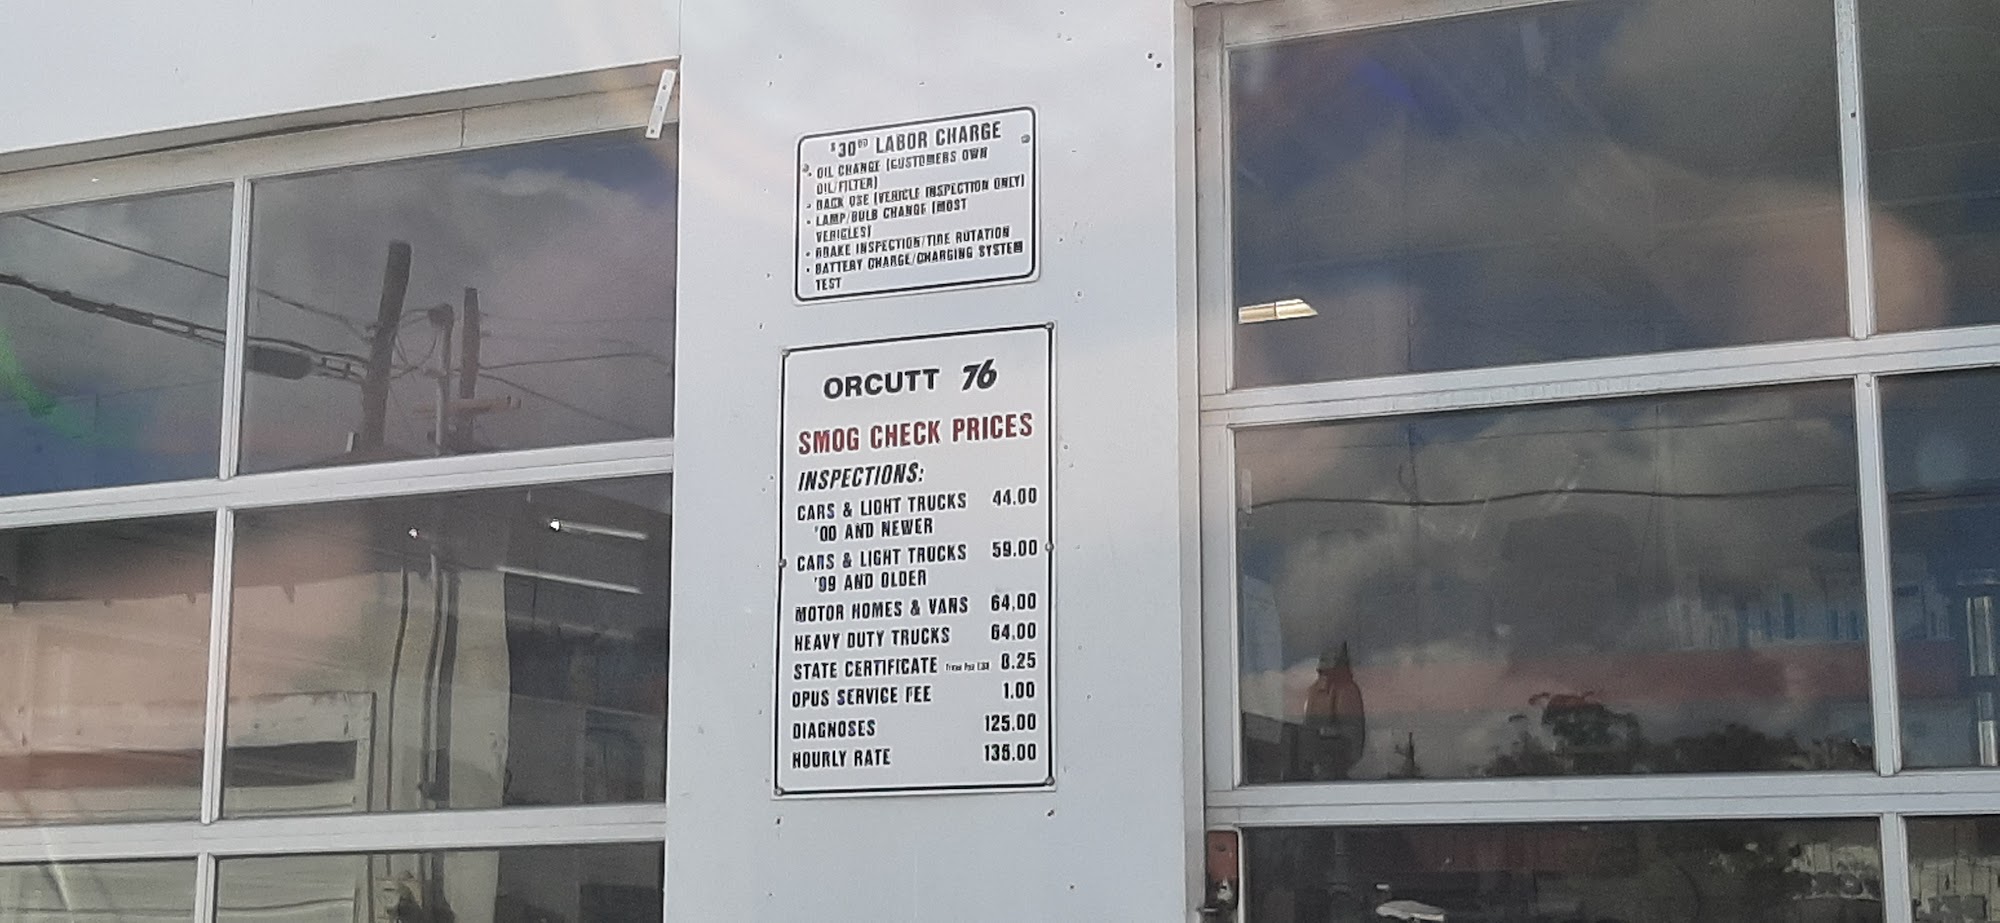 $30⁰⁰ LABOR CHARGE
• OIL CHANGE (CUSTOMERS OWN
OIL/FILTER)
• RACK USE (VEHICLE INSPECTION ONLY)
• LAMP/BULB CHANGE (MOST
VEHICLES)
• BRAKE INSPECTION/TIRE ROTATION
• BATTERY CHARGE/CHARGING SYSTEM
TEST
ORCUTT 76
SMOG CHECK PRICES
INSPECTIONS:
CARS & LIGHT TRUCKS 44.00
'00 AND NEWER
CARS & LIGHT TRUCKS 59.00
'99 AND OLDER
MOTOR HOMES & VANS 64.00
HEAVY DUTY TRUCKS 64.00
STATE CERTIFICATE 8.25
OPUS SERVICE FEE 1.00
DIAGNOSES 125.00
HOURLY RATE 135.00